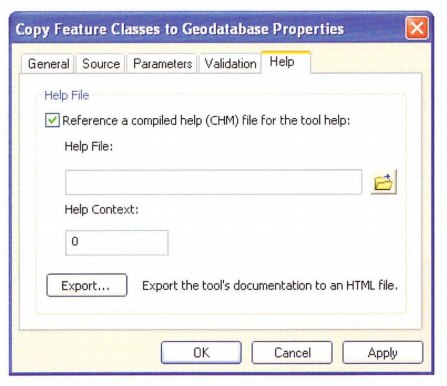 Copy Feature Classes to Geodatabase Properties
General Source Parameters Validation Help
Help File
Reference a compiled help (CHM) file for the tool help:
Help File:
Help Context:
0
Export... Export the tool's documentation to an HTML file.
OK Cancel Apply